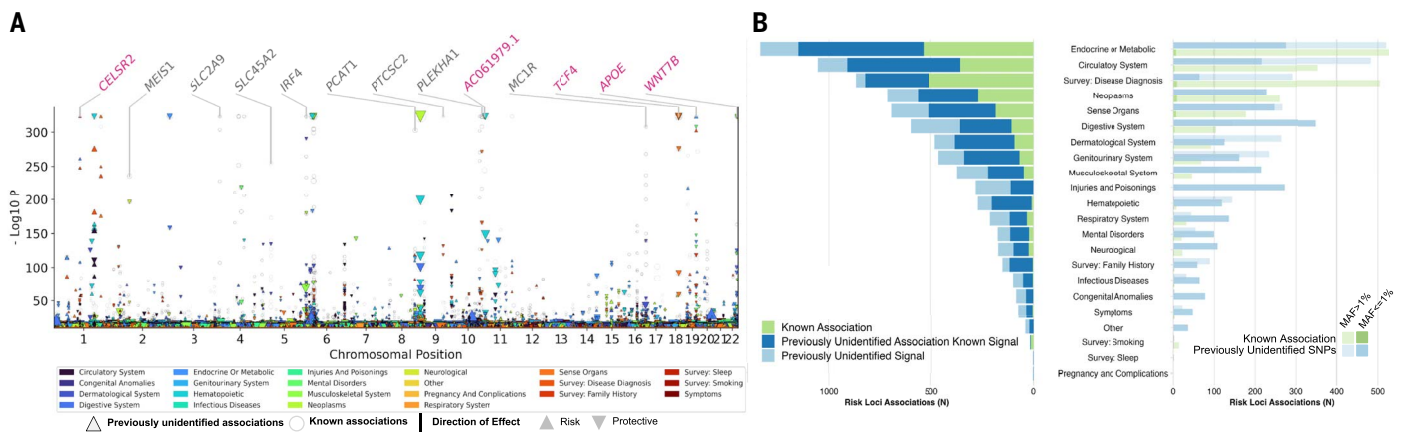 A
CELSR2
MEIS1
SLC2A9
SLC45A2
IRF4
PCAT1
PTCSC2
PLEKHA1
AC061979.1
MC1R
TCF4
APOE
WNT7B
- Log10 P
300
250
200
150
100
50
1 2 3 4 5 6 7 8 9 10 11 12 13 14 15 16 17 18 19 20 21 22
Chromosomal Position
Circulatory System
Congenital Anomalies
Dermatological System
Digestive System
Endocrine Or Metabolic
Genitourinary System
Hematopoietic
Infectious Diseases
Injuries And Poisonings
Mental Disorders
Musculoskeletal System
Neoplasms
Neurological
Other
Pregnancy And Complications
Respiratory System
Sense Organs
Survey: Disease Diagnosis
Survey: Family History
Survey: Sleep
Survey: Smoking
Symptoms
Previously unidentified associations
Known associations
Direction of Effect
Risk
Protective
B
Known Association
Previously Unidentified Association Known Signal
Previously Unidentified Signal
1000 50 0
Risk Loci Associations (N)
Endocrine or Metabolic
Circulatoy System
Survey: Disease Diagnosis
Neoplasms
Sense Organs
Digestive System
Dermatological System
Genitourinary System
Musculoskeletal System
Injuries and Poisonings
Hematopoietic
Respiratory System
Mental Disorders
Neuroogical
Survey: Family History
Infectious Diseases
Congenital Anomalies
Symptoms
Other
Survey: Smoking
Survey: Sleep
Pregnancy and Complications
MAF>1%
MAF<=1%
Known Association
Previously Unidentified SNPs
0 100 200 300 400 500
Risk Loci Associations (N)